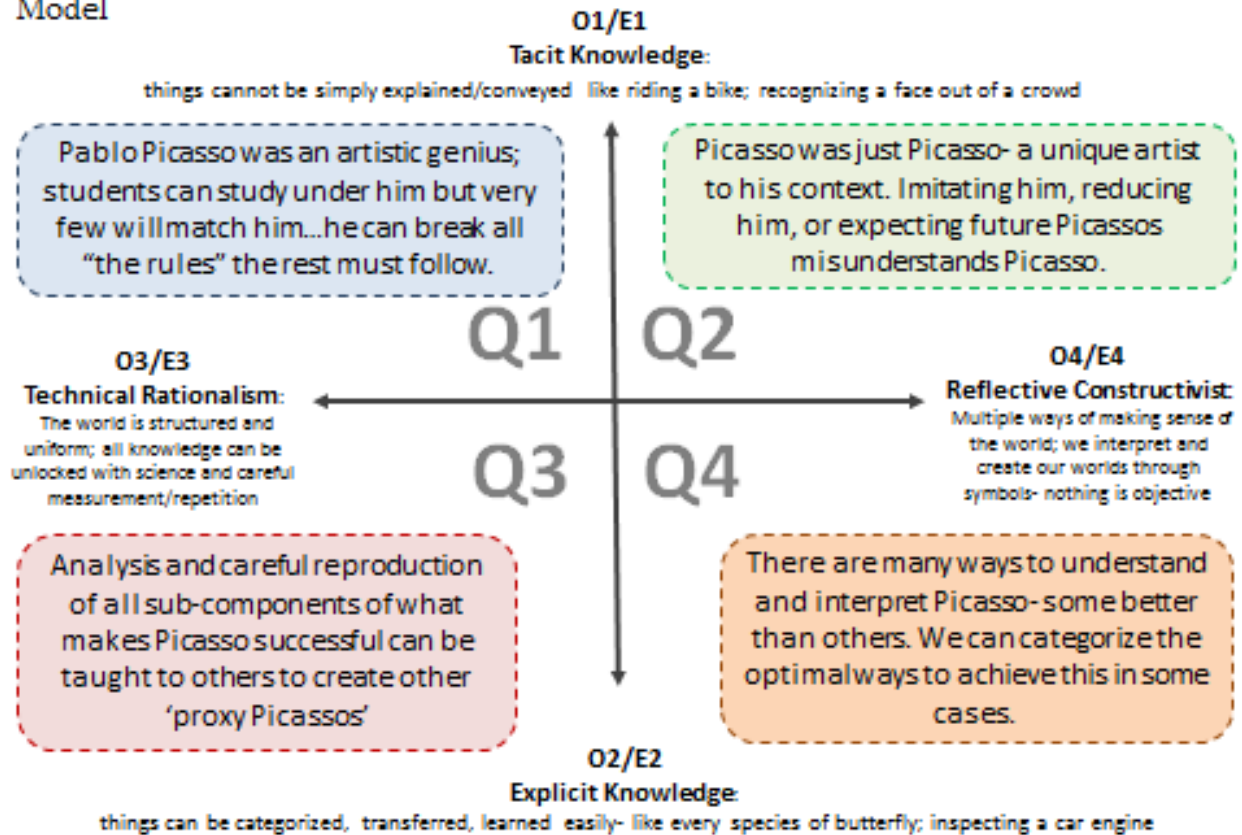 Model
O1/E1
Tacit Knowledge:
things cannot be simply explained/conveyed like riding a bike; recognizing a face out of a crowd
Pablo Picasso was an artistic genius;
students can study under him but very
few will match him...he can break all
“the rules” the rest must follow.
Picasso was just Picasso- a unique artist
to his context. Imitating him, reducing
him, or expecting future Picassos
misunderstands Picasso.
Q1
Q2
O3/E3
Technical Rationalism:
The world is structured and
uniform; all knowledge can be
unlocked with science and careful
measurement/repetition
O4/E4
Reflective Constructivist:
Multiple ways of making sense of
the world; we interpret and
create our worlds through
symbols- nothing is objective
Q3
Q4
Analysis and careful reproduction
of all sub-components of what
makes Picasso successful can be
taught to others to create other
‘proxy Picassos’
There are many ways to understand
and interpret Picasso- some better
than others. We can categorize the
optimal ways to achieve this in some
cases.
O2/E2
Explicit Knowledge:
things can be categorized, transferred, learned easily- like every species of butterfly; inspecting a car engine